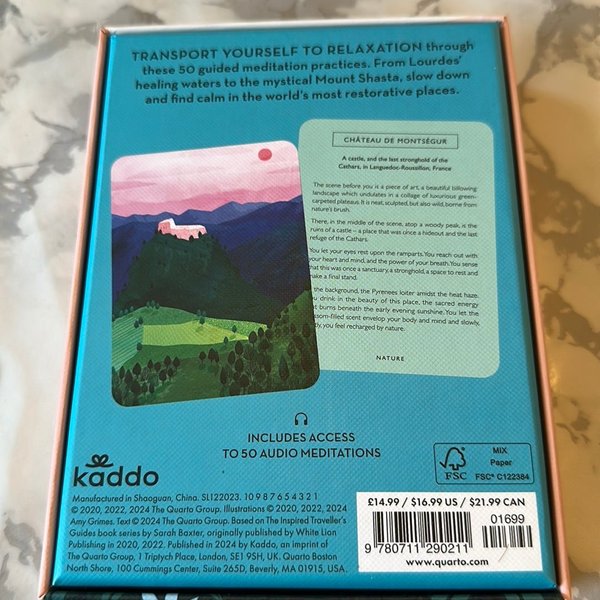 TRANSPORT YOURSELF TO RELAXATION through
these 50 guided meditation practices. From Lourdes'
healing waters to the mystical Mount Shasta, slow down
and find calm in the world's most restorative places.
CHÂTEAU DE MONTSÉGUR
A castle, and the last stronghold of the
Cathars, in Languedoc-Roussillon, France
The scene before you is a piece of art, a beautiful billowing
landscape which undulates in a collage of luxurious green-
carpeted plateaus. It is neat, sculpted, but also wild, borne from
nature's brush.
There, in the middle of the scene, atop a woody peak, is the
ruins of a castle – a place that was once a hideout and the last
refuge of the Cathars.
You let your eyes rest upon the ramparts. You reach out with
your heart and mind, and the power of your breath. You sense
that this was once a sanctuary, a stronghold, a space to rest and
make a final stand.
the background, the Pyrenees loiter amidst the heat haze.
drink in the beauty of this place, the sacred energy
burns beneath the early evening sunshine. You let the
scent envelop your body and mind and slowly,
you feel recharged by nature.
NATURE
INCLUDES ACCESS
TO 50 AUDIO MEDITATIONS
kaddo
FSC
MIX
Paper
FSC® C122384
Manufactured in Shaoguan, China. SL122023. 10 9 8 7 6 5 4 3 2 1
© 2020, 2022, 2024 The Quarto Group. Illustrations © 2020, 2022, 2024
Amy Grimes. Text © 2024 The Quarto Group. Based on The Inspired Traveller's
Guides book series by Sarah Baxter, originally published by White Lion
Publishing in 2020, 2022. Published in 2024 by Kaddo, an imprint of
The Quarto Group, 1 Triptych Place, London, SE1 9SH, UK. Quarto Boston
North Shore, 100 Cummings Center, Suite 265D, Beverly, MA 01915, USA.
£14.99 / $16.99 US / $21.99 CAN
01699
9 780711 290211
www.quarto.com